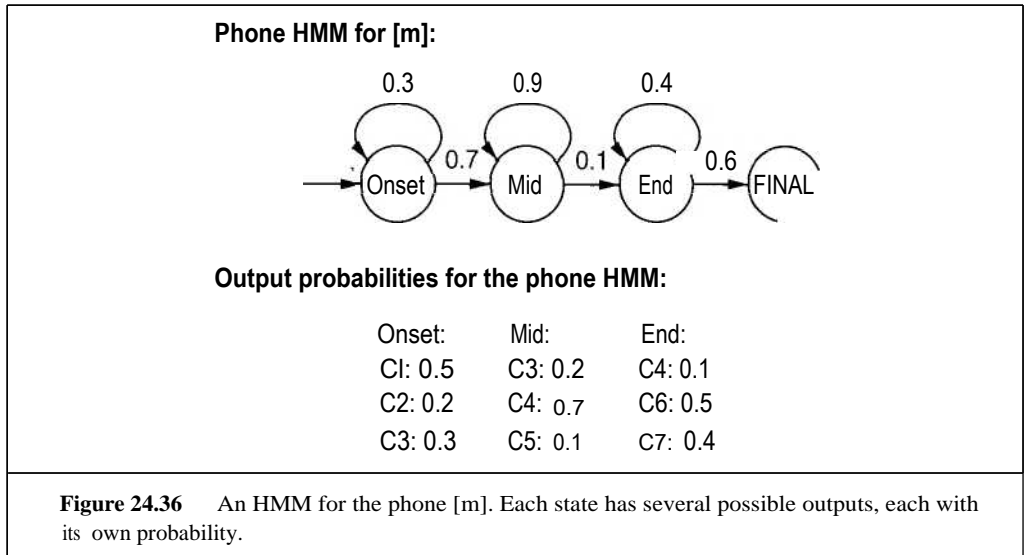 Phone HMM for [m]:
0.3 0.9 0.4
0.7 0.1 0.6
Onset Mid End FINAL
Output probabilities for the phone HMM:
Onset: Mid: End:
CI: 0.5 C3: 0.2 C4: 0.1
C2: 0.2 C4: 0.7 C6: 0.5
C3: 0.3 C5: 0.1 C7: 0.4
Figure 24.36 An HMM for the phone [m]. Each state has several possible outputs, each with
its own probability.